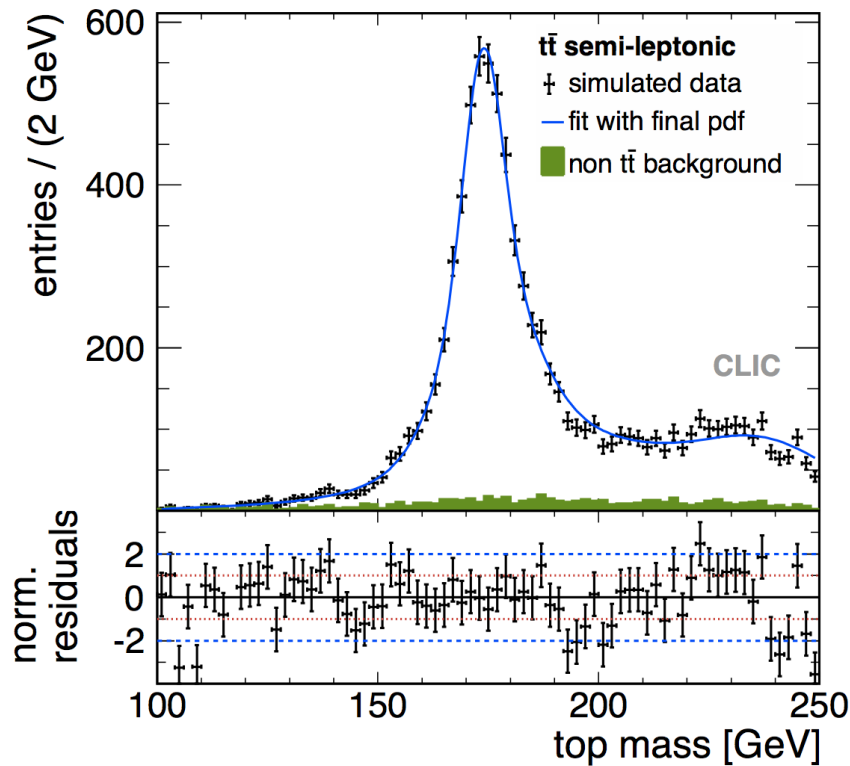 600
400
200
entries / (2 GeV)
tt̄ semi-leptonic
simulated data
fit with final pdf
non tt̄ background
CLIC
2
0
-2
norm.
residuals
100 150 200 250
top mass [GeV]